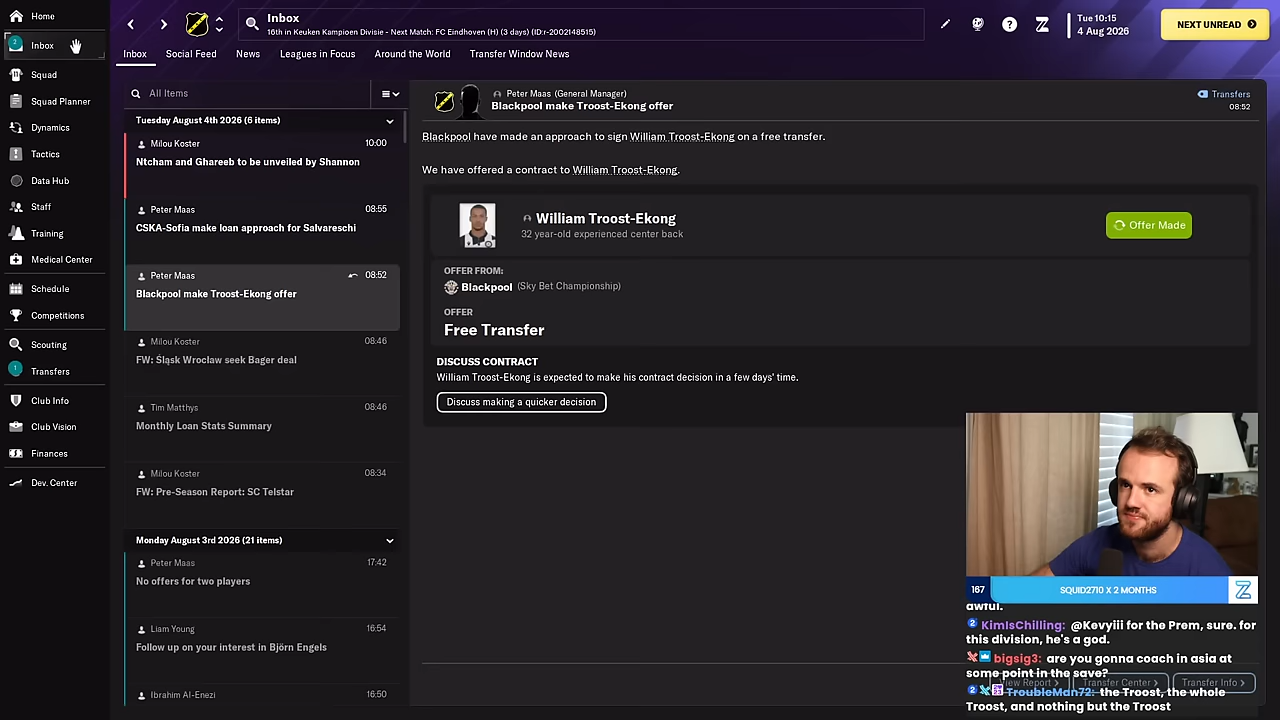 Home
Inbox
2
Squad
Squad Planner
Dynamics
Tactics
Data Hub
Staff
Training
Medical Center
Schedule
Competitions
Scouting
Transfers
1
Club Info
Club Vision
Finances
Dev. Center
Inbox
16th in Keuken Kampioen Divisie - Next Match: FC Eindhoven (H) (3 days) (ID:r-2002148515)
Tue 10:15
4 Aug 2026
NEXT UNREAD
Inbox Social Feed News Leagues in Focus Around the World Transfer Window News
All Items
Tuesday August 4th 2026 (6 items)
Milou Koster 10:00
Ntcham and Ghareeb to be unveiled by Shannon
Peter Maas 08:55
CSKA-Sofia make loan approach for Salvareschi
Peter Maas 08:52
Blackpool make Troost-Ekong offer
Milou Koster 08:46
FW: Śląsk Wrocław seek Bager deal
Tim Matthys 08:46
Monthly Loan Stats Summary
Milou Koster 08:34
FW: Pre-Season Report: SC Telstar
Monday August 3rd 2026 (21 items)
Peter Maas 17:42
No offers for two players
Liam Young 16:54
Follow up on your interest in Björn Engels
Ibrahim Al-Enezi 16:50
Peter Maas (General Manager)
Blackpool make Troost-Ekong offer
Transfers
08:52
Blackpool have made an approach to sign William Troost-Ekong on a free transfer.
We have offered a contract to William Troost-Ekong.
William Troost-Ekong
32 year-old experienced center back
Offer Made
OFFER FROM:
Blackpool (Sky Bet Championship)
OFFER
Free Transfer
DISCUSS CONTRACT
William Troost-Ekong is expected to make his contract decision in a few days' time.
Discuss making a quicker decision
167 SQUID2710 X 2 MONTHS
awful.
KimIsChilling: @Kevyiii for the Prem, sure. for
this division, he's a god.
bigsig3: are you gonna coach in asia at
some point in the save?
View Report Transfer Center Transfer Info
TroubleMan72: the Troost, the whole
Troost, and nothing but the Troost